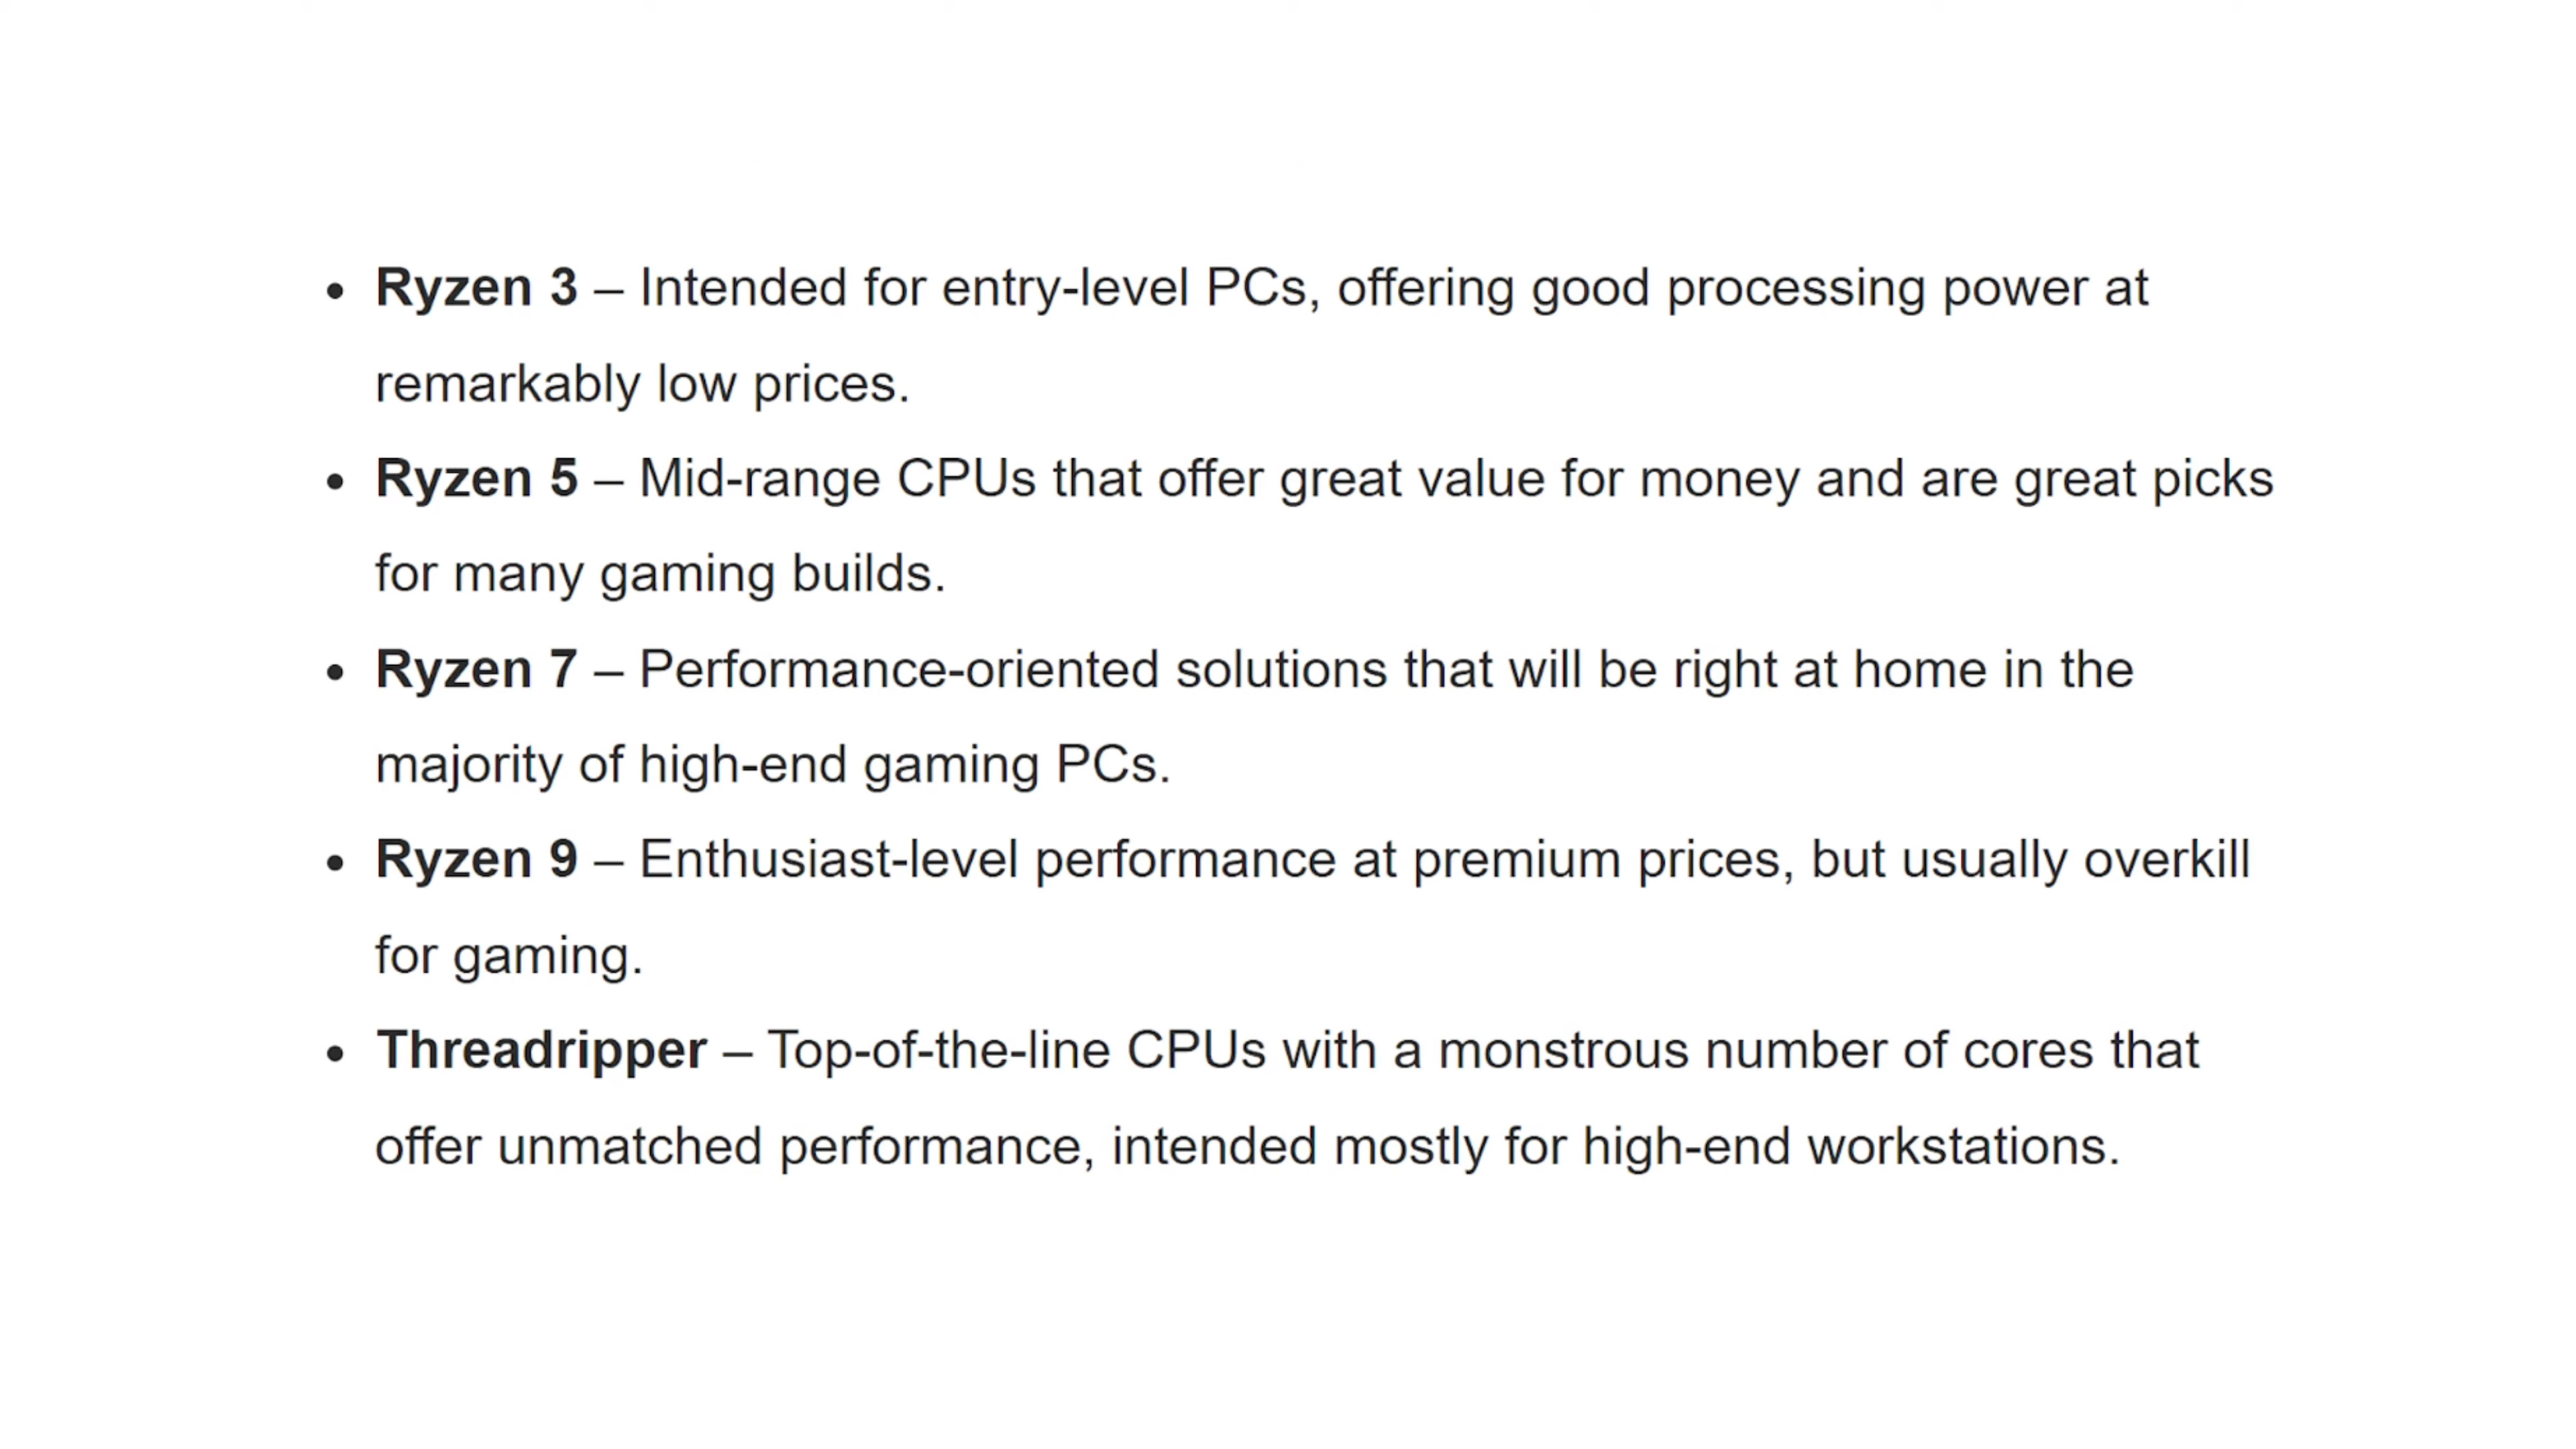 • Ryzen 3 – Intended for entry-level PCs, offering good processing power at
remarkably low prices.
• Ryzen 5 – Mid-range CPUs that offer great value for money and are great picks
for many gaming builds.
• Ryzen 7 – Performance-oriented solutions that will be right at home in the
majority of high-end gaming PCs.
• Ryzen 9 – Enthusiast-level performance at premium prices, but usually overkill
for gaming.
• Threadripper – Top-of-the-line CPUs with a monstrous number of cores that
offer unmatched performance, intended mostly for high-end workstations.